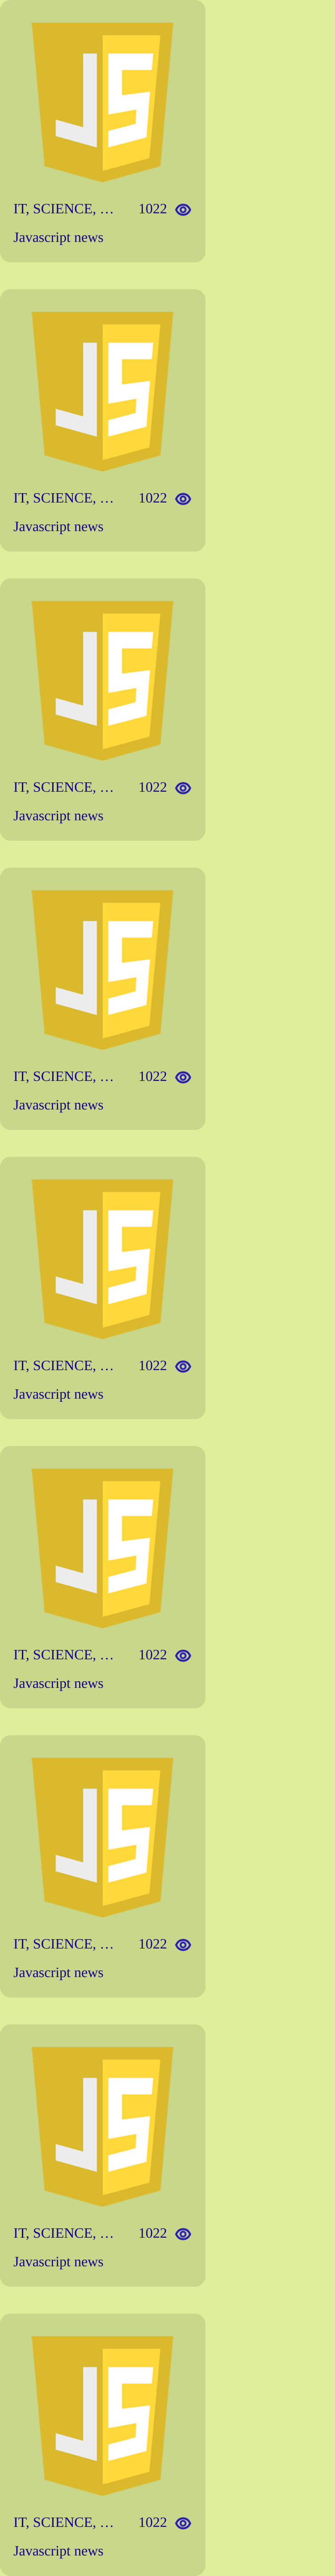 JS
IT, SCIENCE, … 1022
Javascript news
JS
IT, SCIENCE, … 1022
Javascript news
JS
IT, SCIENCE, … 1022
Javascript news
JS
IT, SCIENCE, … 1022
Javascript news
JS
IT, SCIENCE, … 1022
Javascript news
JS
IT, SCIENCE, … 1022
Javascript news
JS
IT, SCIENCE, … 1022
Javascript news
JS
IT, SCIENCE, … 1022
Javascript news
JS
IT, SCIENCE, … 1022
Javascript news